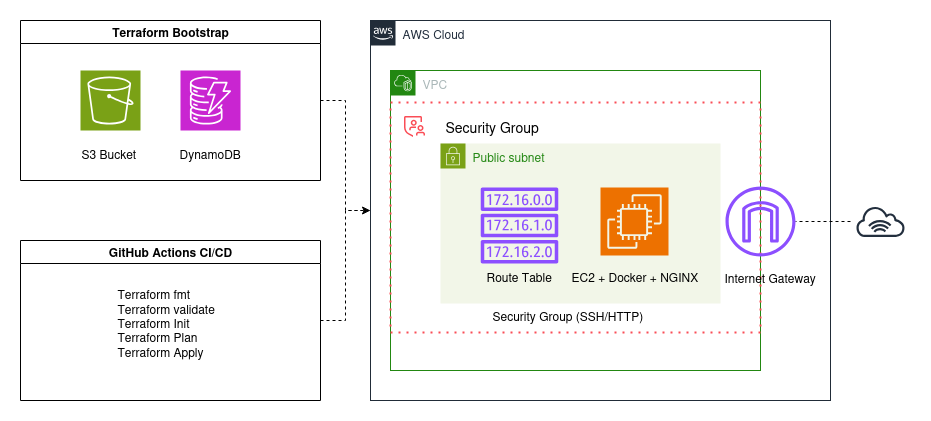 Terraform Bootstrap
S3 Bucket
DynamoDB
GitHub Actions CI/CD
Terraform fmt
Terraform validate
Terraform Init
Terraform Plan
Terraform Apply
aws
AWS Cloud
VPC
Security Group
Public subnet
172.16.0.0
172.16.1.0
172.16.2.0
Route Table
EC2 + Docker + NGINX
Internet Gateway
Security Group (SSH/HTTP)